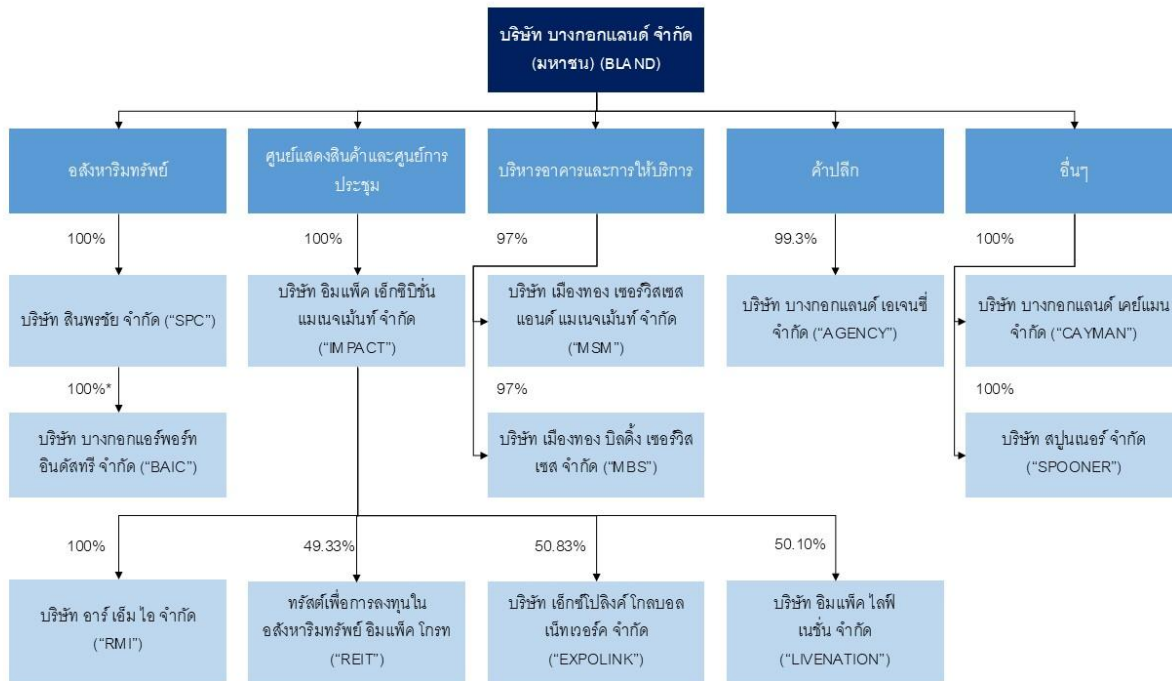 บริษัท บางกอกแลนด์ จำกัด
(มหาชน) (BLAND)
อสังหาริมทรัพย์
ศูนย์แสดงสินค้าและศูนย์การ
ประชุม
บริหารอาคารและการให้บริการ
ค้าปลีก
อื่นๆ
100%
100%
97%
99.3%
100%
บริษัท สินพรชัย จำกัด (“SPC”)
บริษัท อิมแพ็ค เอ็กซิบิชั่น
แมเนจเม้นท์ จำกัด
(“IMPACT”)
บริษัท เมืองทอง เซอร์วิสเซส
แอนด์ แมเนจเม้นท์ จำกัด
(“MSM”)
บริษัท บางกอกแลนด์ เอเจนซี่
จำกัด (“AGENCY”)
บริษัท บางกอกแลนด์ เคย์แมน
จำกัด (“CAYMAN”)
100%*
97%
100%
บริษัท บางกอกแอร์พอร์ท
อินดัสทรี จำกัด (“BAIC”)
บริษัท เมืองทอง บิลดิ้ง เซอร์วิส
เซส จำกัด (“MBS”)
บริษัท สปูนเนอร์ จำกัด
(“SPOONER”)
100%
49.33%
50.83%
50.10%
บริษัท อาร์ เอ็ม ไอ จำกัด
(“RMI”)
ทรัสต์เพื่อการลงทุนใน
อสังหาริมทรัพย์ อิมแพ็ค โกรท
(“REIT”)
บริษัท เอ็กซ์โปลิงค์ โกลบอล
เน็ทเวอร์ค จำกัด
(“EXPOLINK”)
บริษัท อิมแพ็ค ไลฟ์
เนชั่น จำกัด
(“LIVENATION”)